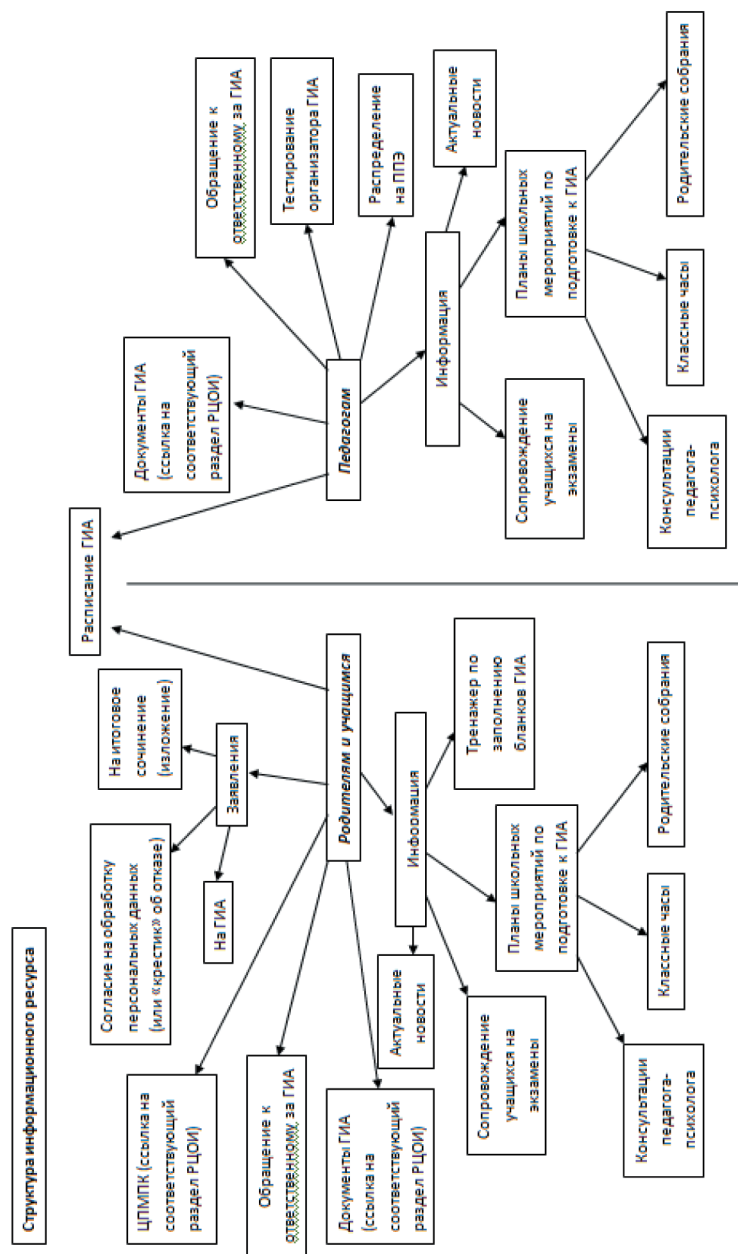 Структура информационного ресурса
Расписание ГИА
На итоговое
сочинение
(изложение)
Заявления
Согласие на обработку
персональных данных
(или «крестик» об отказе)
На ГИА
ЦПМПК (ссылка на
соответствующий
раздел РЦОИ)
Обращение к
ответственному за ГИА
Документы ГИА
(ссылка на
соответствующий
раздел РЦОИ)
Родителям и учащимся
Информация
Актуальные
новости
Тренажер по
заполнению
бланков ГИА
Сопровождение
учащихся на
экзамены
Планы школьных
мероприятий по
подготовке к ГИА
Консультации
педагога-
психолога
Классные часы
Родительские собрания
Документы ГИА
(ссылка на
соответствующий
раздел РЦОИ)
Обращение к
ответственному за ГИА
Тестирование
организатора ГИА
Распределение
на ППЭ
Педагогам
Информация
Актуальные
новости
Сопровождение
учащихся на
экзамены
Планы школьных
мероприятий по
подготовке к ГИА
Консультации
педагога-
психолога
Классные часы
Родительские собрания